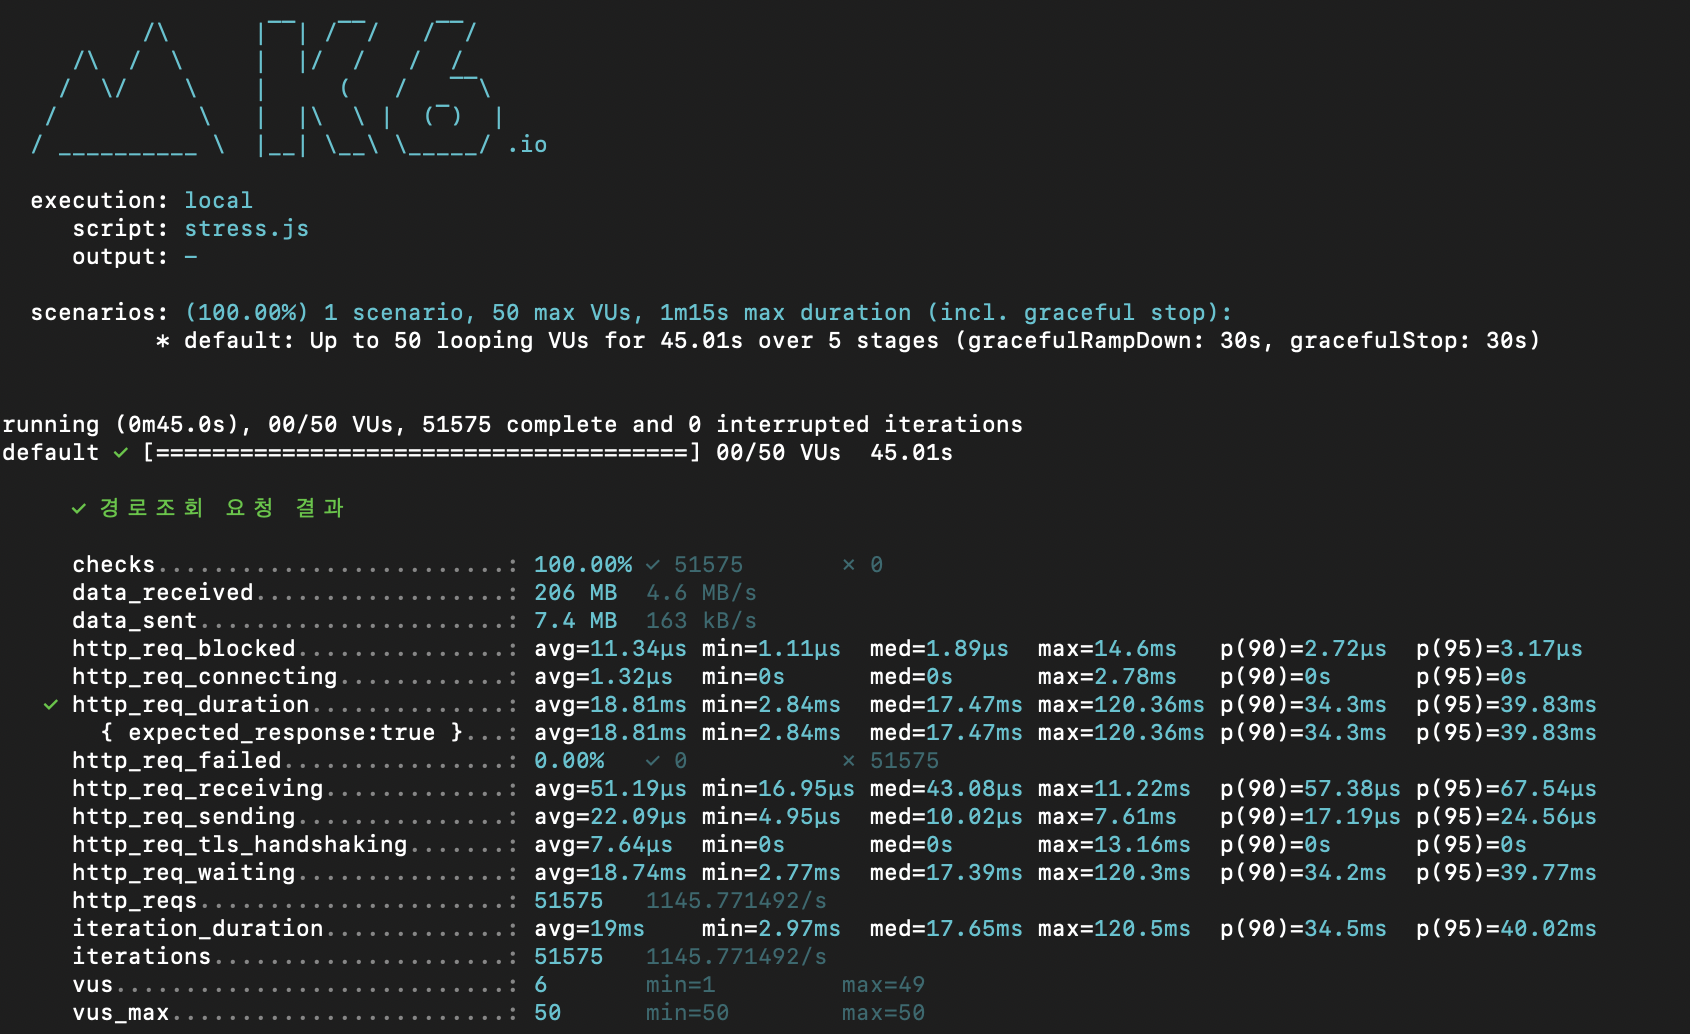 .io
execution: local
script: stress.js
output: -
scenarios: (100.00%) 1 scenario, 50 max VUs, 1m15s max duration (incl. graceful stop):
* default: Up to 50 looping VUs for 45.01s over 5 stages (gracefulRampDown: 30s, gracefulStop: 30s)
running (0m45.0s), 00/50 VUs, 51575 complete and 0 interrupted iterations
default ✓ [======================================] 00/50 VUs  45.01s
✓ 경로조회 요청 결과
checks.........................: 100.00% ✓ 51575       ✗ 0
data_received..................: 206 MB  4.6 MB/s
data_sent......................: 7.4 MB  163 kB/s
http_req_blocked...............: avg=11.34µs min=1.11µs  med=1.89µs  max=14.6ms   p(90)=2.72µs  p(95)=3.17µs
http_req_connecting............: avg=1.32µs  min=0s      med=0s      max=2.78ms   p(90)=0s      p(95)=0s
✓ http_req_duration..............: avg=18.81ms min=2.84ms  med=17.47ms max=120.36ms p(90)=34.3ms  p(95)=39.83ms
{ expected_response:true }...: avg=18.81ms min=2.84ms  med=17.47ms max=120.36ms p(90)=34.3ms  p(95)=39.83ms
http_req_failed................: 0.00%   ✓ 0           ✗ 51575
http_req_receiving.............: avg=51.19µs min=16.95µs med=43.08µs max=11.22ms  p(90)=57.38µs p(95)=67.54µs
http_req_sending...............: avg=22.09µs min=4.95µs  med=10.02µs max=7.61ms   p(90)=17.19µs p(95)=24.56µs
http_req_tls_handshaking.......: avg=7.64µs  min=0s      med=0s      max=13.16ms  p(90)=0s      p(95)=0s
http_req_waiting...............: avg=18.74ms min=2.77ms  med=17.39ms max=120.3ms  p(90)=34.2ms  p(95)=39.77ms
http_reqs......................: 51575   1145.771492/s
iteration_duration.............: avg=19ms    min=2.97ms  med=17.65ms max=120.5ms  p(90)=34.5ms  p(95)=40.02ms
iterations.....................: 51575   1145.771492/s
vus............................: 6       min=1         max=49
vus_max........................: 50      min=50        max=50